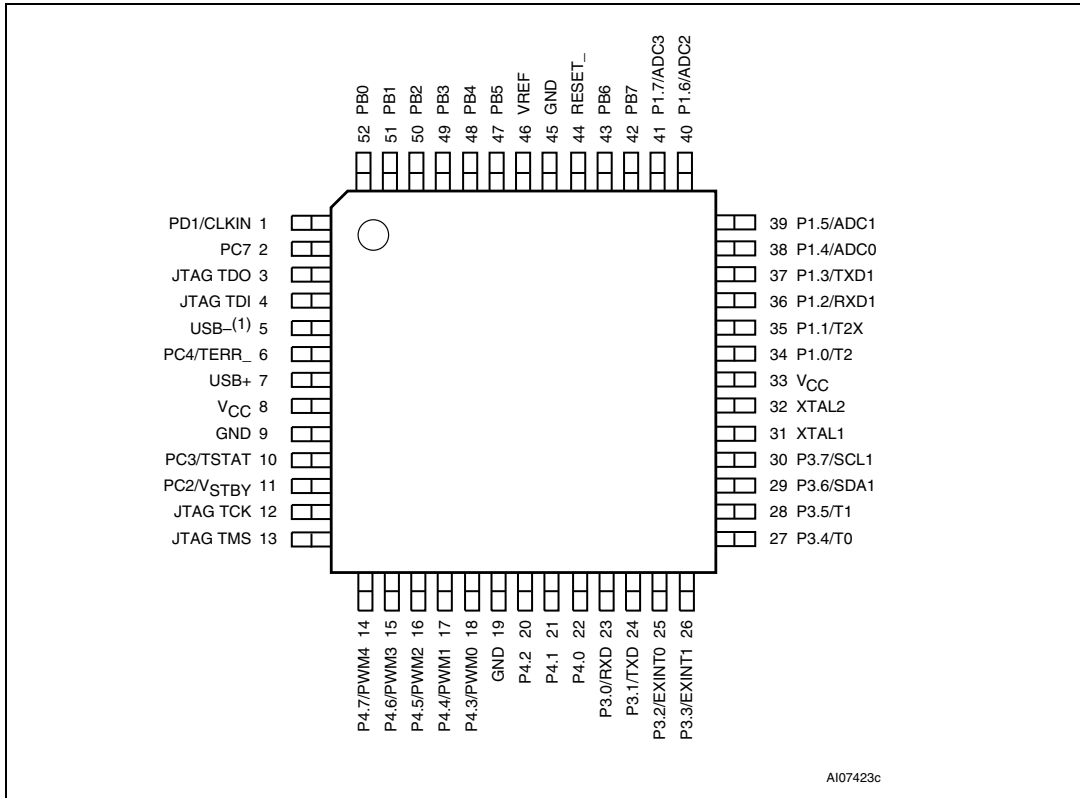 52 PB0
51 PB1
50 PB2
49 PB3
48 PB4
47 PB5
46 VREF
45 GND
44 RESET_
43 PB6
42 PB7
41 P1.7/ADC3
40 P1.6/ADC2
PD1/CLKIN 1
PC7 2
JTAG TDO 3
JTAG TDI 4
USB–(1) 5
PC4/TERR_ 6
USB+ 7
VCC 8
GND 9
PC3/TSTAT 10
PC2/VSTBY 11
JTAG TCK 12
JTAG TMS 13
39 P1.5/ADC1
38 P1.4/ADC0
37 P1.3/TXD1
36 P1.2/RXD1
35 P1.1/T2X
34 P1.0/T2
33 VCC
32 XTAL2
31 XTAL1
30 P3.7/SCL1
29 P3.6/SDA1
28 P3.5/T1
27 P3.4/T0
P4.7/PWM4 14
P4.6/PWM3 15
P4.5/PWM2 16
P4.4/PWM1 17
P4.3/PWM0 18
GND 19
P4.2 20
P4.1 21
P4.0 22
P3.0/RXD 23
P3.1/TXD 24
P3.2/EXINT0 25
P3.3/EXINT1 26
AI07423c